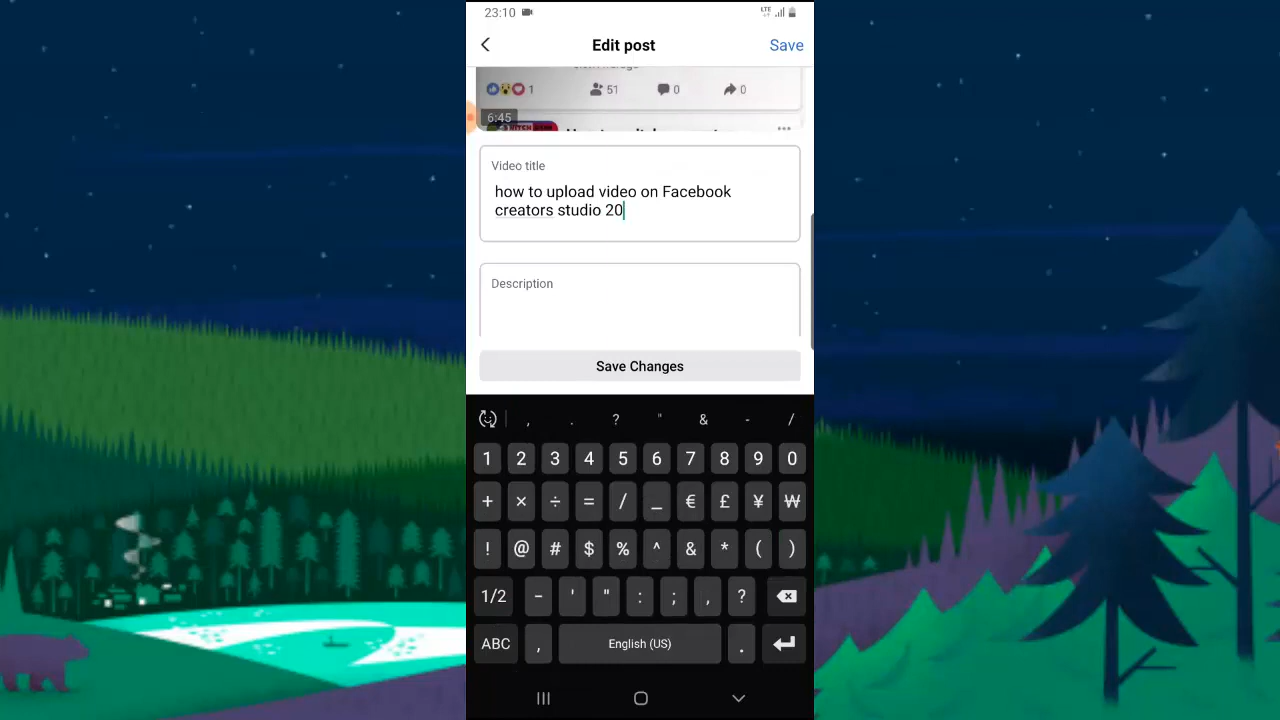 23:10
LTE
Edit post
Save
1 51 0 0
6:45
Video title
how to upload video on Facebook
creators studio 20
Description
Save Changes
, . ? " & - /
1 2 3 4 5 6 7 8 9 0
+ × ÷ = / _ € £ ¥ ₩
! @ # $ % ^ & * ( )
1/2 - ' " : ; , ?
ABC , English (US) .